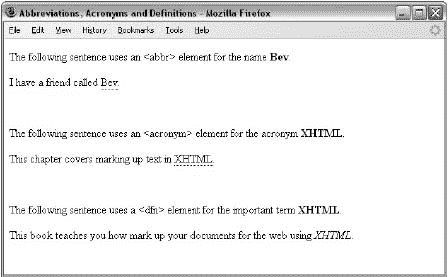 Abbreviations, Acronyms and Definitions - Mozilla Firefox
File Edit View History Bookmarks Tools Help
The following sentence uses an <abbr> element for the name Bev.
I have a friend called Bev.
The following sentence uses an <acronym> element for the acronym XHTML.
This chapter covers marking up text in XHTML.
The following sentence uses a <dfn> element for the important term XHTML.
This book teaches you how mark up your documents for the web using XHTML.